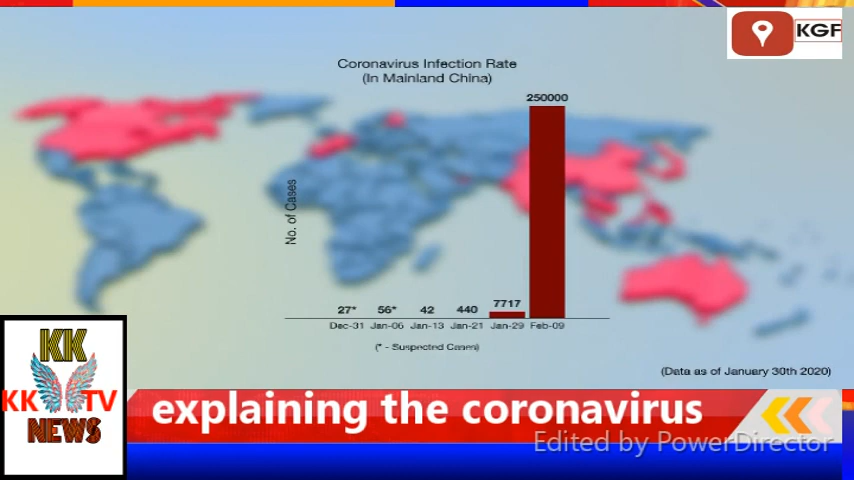 KGF
Coronavirus Infection Rate
(In Mainland China)
250000
No. of Cases
27* 56* 42 440 7717
Dec-31 Jan-06 Jan-13 Jan-21 Jan-29 Feb-09
(* - Suspected Cases)
(Data as of January 30th 2020)
KK
KK TV
NEWS
explaining the coronavirus
Edited by PowerDirector